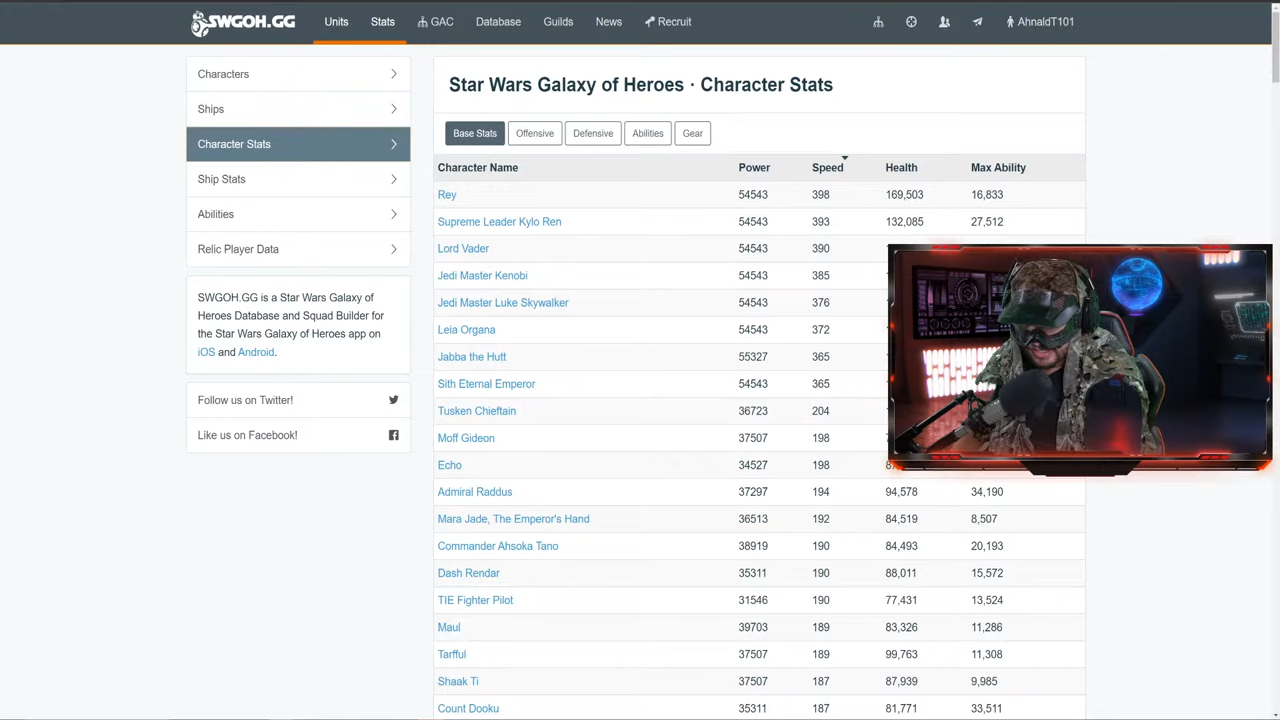 SWGOH.GG Units Stats GAC Database Guilds News Recruit AhnaldT101
Characters
Ships
Character Stats
Ship Stats
Abilities
Relic Player Data
SWGOH.GG is a Star Wars Galaxy of
Heroes Database and Squad Builder for
the Star Wars Galaxy of Heroes app on
iOS and Android.
Follow us on Twitter!
Like us on Facebook!
Star Wars Galaxy of Heroes · Character Stats
Base Stats Offensive Defensive Abilities Gear
Character Name Power Speed Health Max Ability
Rey 54543 398 169,503 16,833
Supreme Leader Kylo Ren 54543 393 132,085 27,512
Lord Vader 54543 390
Jedi Master Kenobi 54543 385
Jedi Master Luke Skywalker 54543 376
Leia Organa 54543 372
Jabba the Hutt 55327 365
Sith Eternal Emperor 54543 365
Tusken Chieftain 36723 204
Moff Gideon 37507 198
Echo 34527 198
Admiral Raddus 37297 194 94,578 34,190
Mara Jade, The Emperor's Hand 36513 192 84,519 8,507
Commander Ahsoka Tano 38919 190 84,493 20,193
Dash Rendar 35311 190 88,011 15,572
TIE Fighter Pilot 31546 190 77,431 13,524
Maul 39703 189 83,326 11,286
Tarfful 37507 189 99,763 11,308
Shaak Ti 37507 187 87,939 9,985
Count Dooku 35311 187 81,771 33,511